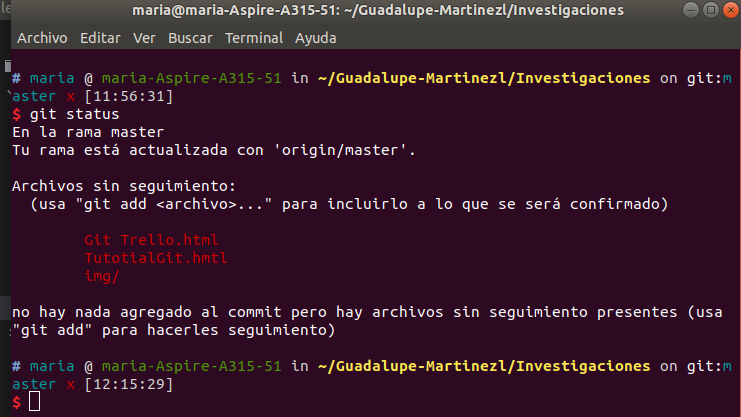 maria@maria-Aspire-A315-51: ~/Guadalupe-Martinezl/Investigaciones
Archivo Editar Ver Buscar Terminal Ayuda
# maria @ maria-Aspire-A315-51 in ~/Guadalupe-Martinezl/Investigaciones on git:m
aster x [11:56:31]
$ git status
En la rama master
Tu rama está actualizada con 'origin/master'.
Archivos sin seguimiento:
(usa "git add <archivo>..." para incluirlo a lo que se será confirmado)
Git Trello.html
TutotialGit.hmtl
img/
no hay nada agregado al commit pero hay archivos sin seguimiento presentes (usa
"git add" para hacerles seguimiento)
# maria @ maria-Aspire-A315-51 in ~/Guadalupe-Martinezl/Investigaciones on git:m
aster x [12:15:29]
$